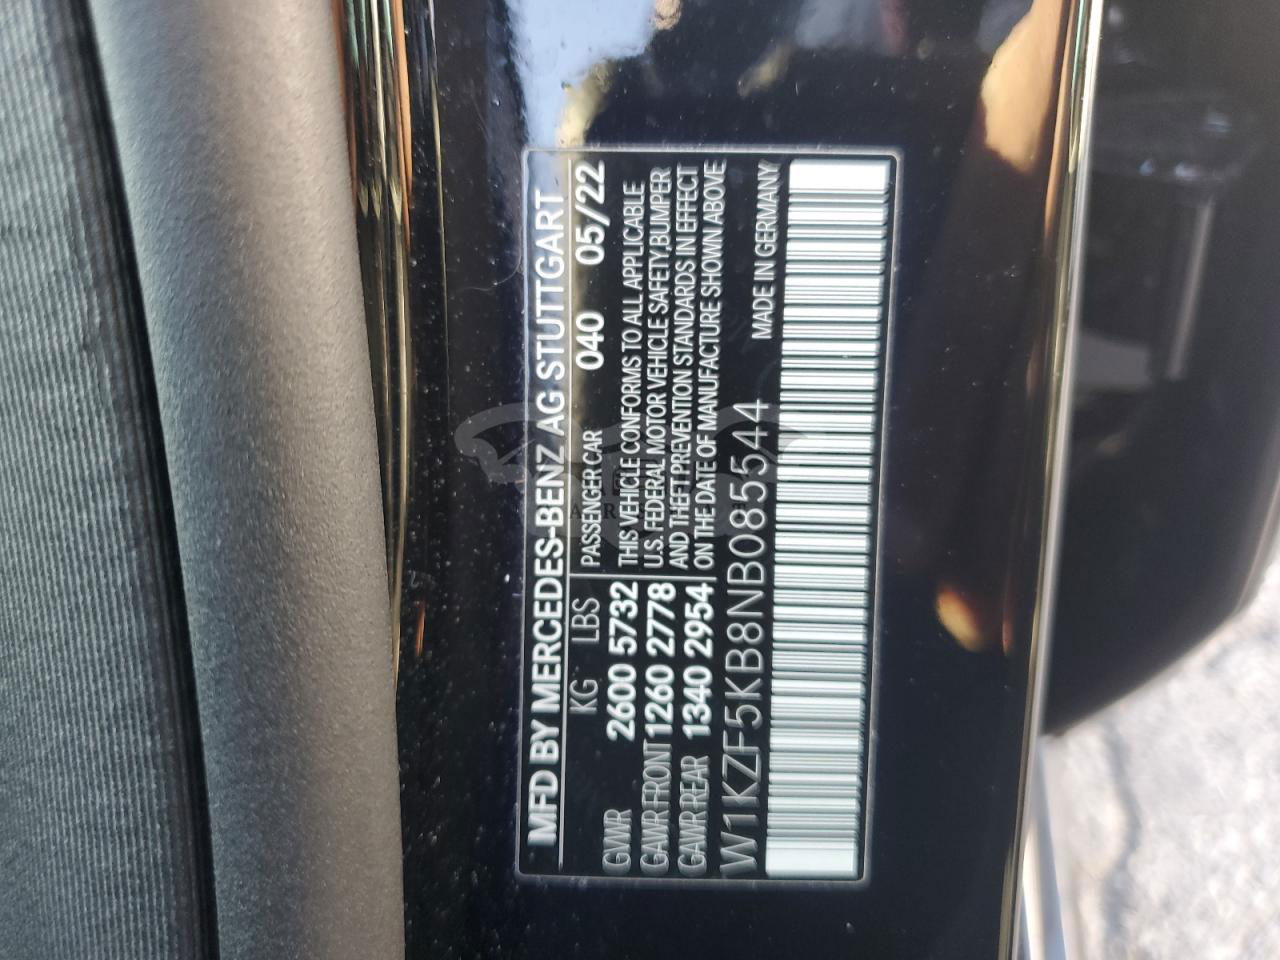 MFD BY MERCEDES-BENZ AG STUTTGART
KG LBS PASSENGER CAR 040 05/22
GVWR 2600 5732 THIS VEHICLE CONFORMS TO ALL APPLICABLE
GAWR FRONT 1260 2778 U.S. FEDERAL MOTOR VEHICLE SAFETY,BUMPER
GAWR REAR 1340 2954 AND THEFT PREVENTION STANDARDS IN EFFECT
ON THE DATE OF MANUFACTURE SHOWN ABOVE
W1KZF5KB8NB085544 MADE IN GERMANY